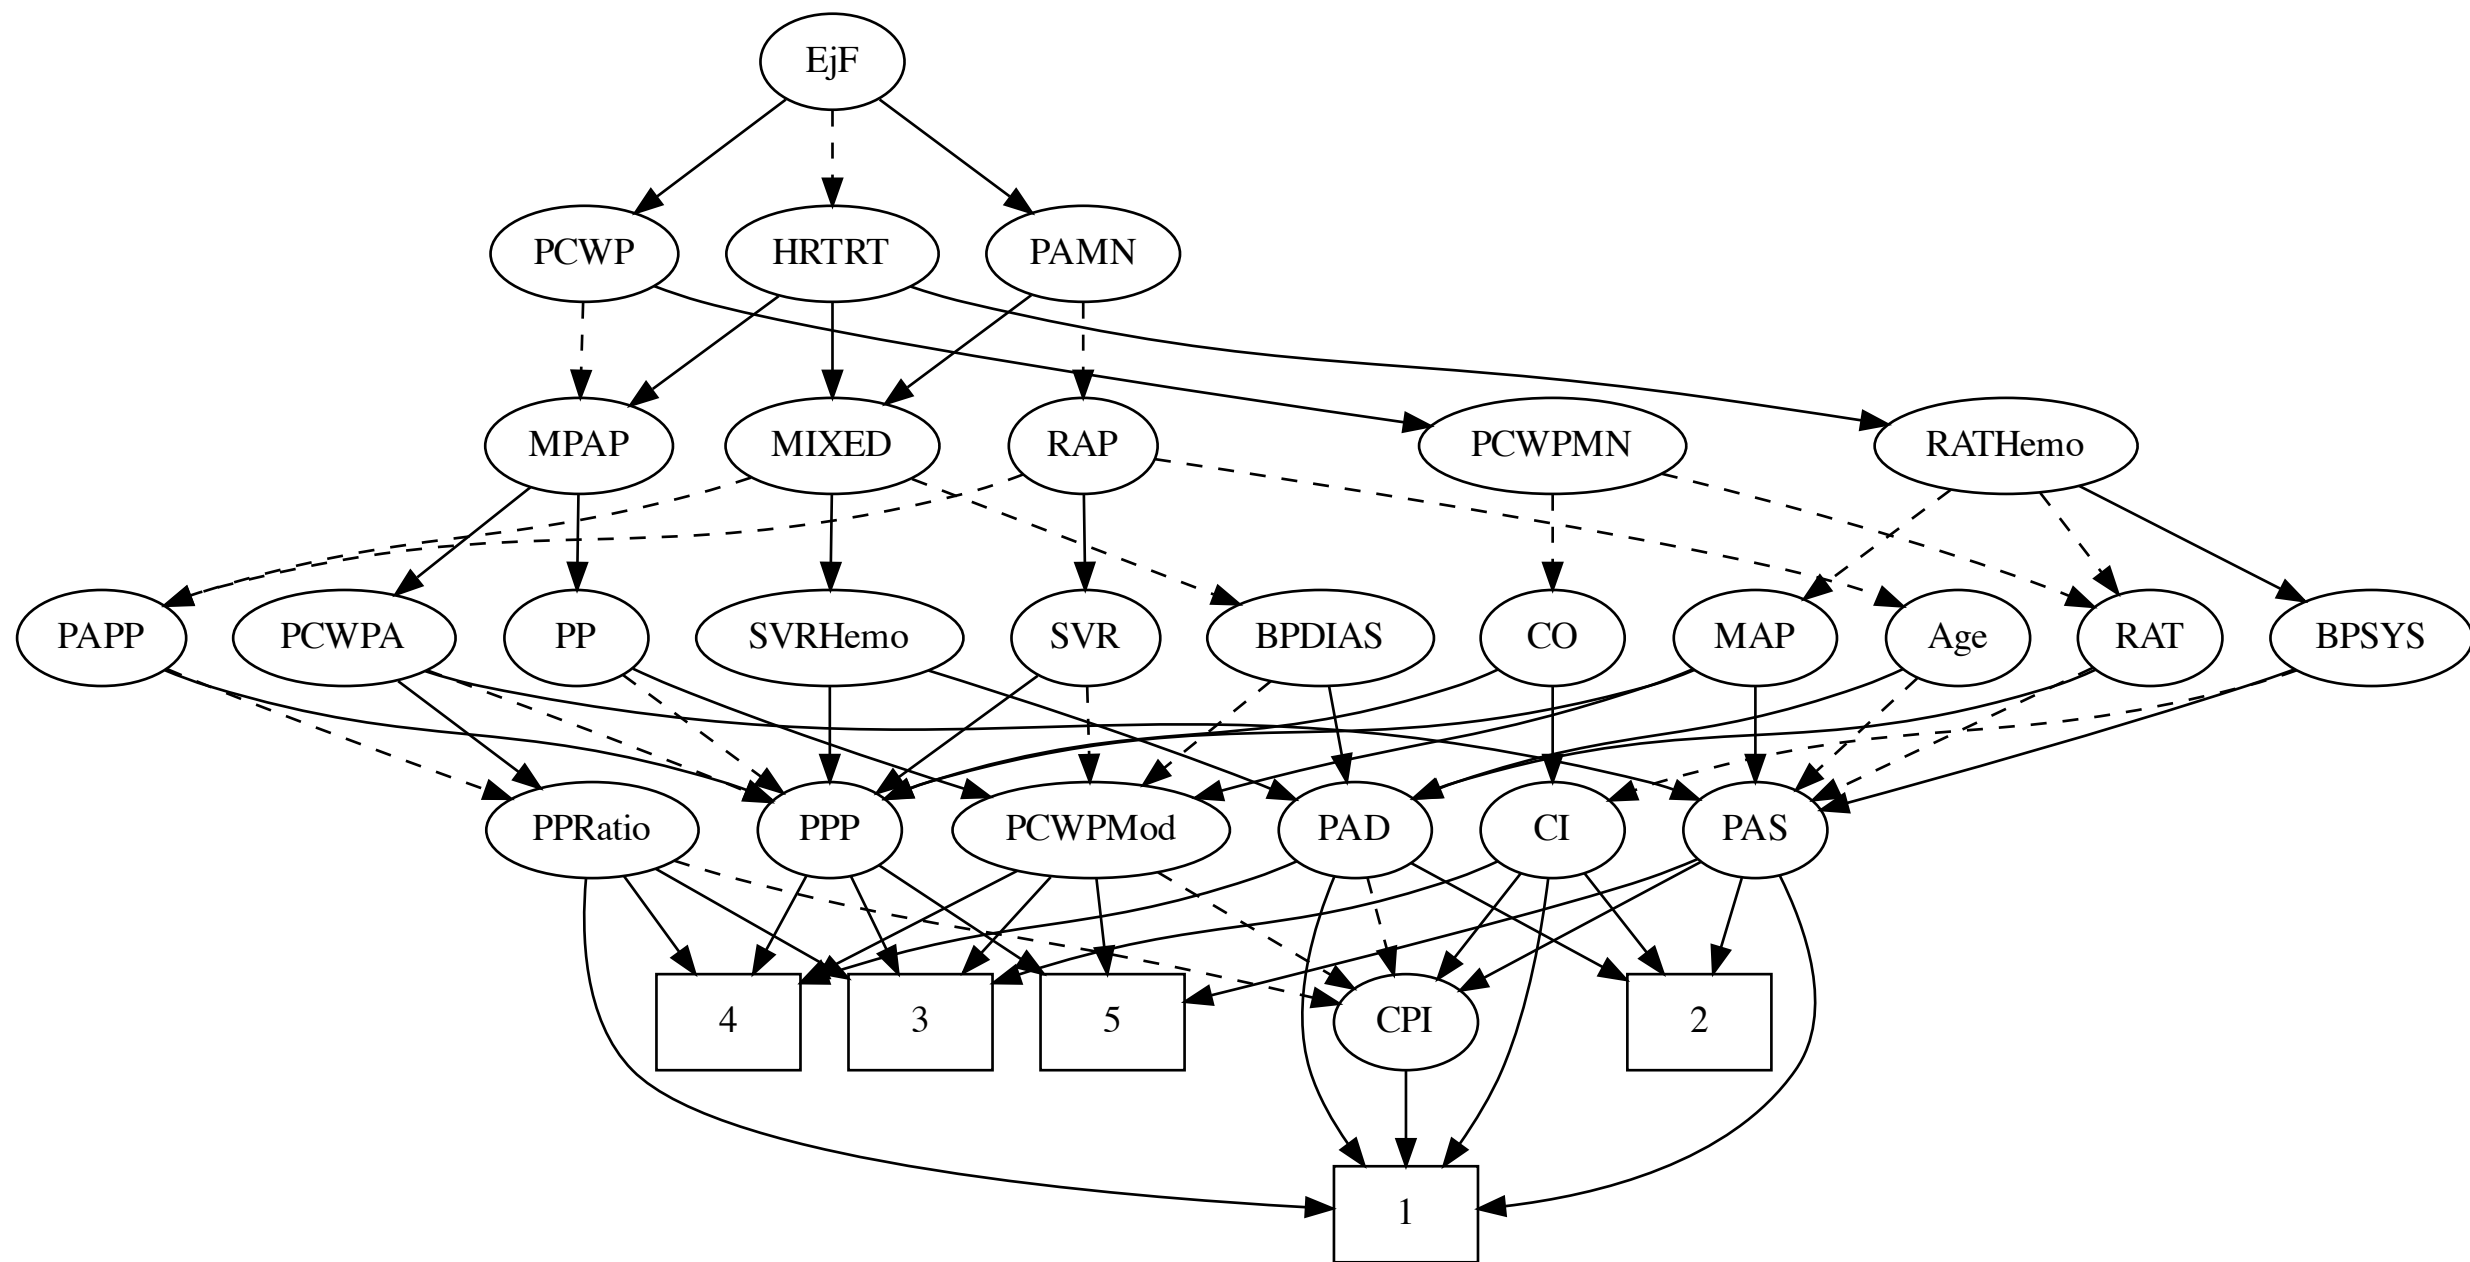 EjF
PCWP
HRTRT
PAMN
MPAP
MIXED
RAP
PCWPMN
RATHemo
PAPP
PCWPA
PP
SVRHemo
SVR
BPDIAS
CO
MAP
Age
RAT
BPSYS
PPRatio
PPP
PCWPMod
PAD
CI
PAS
4
3
5
CPI
2
1